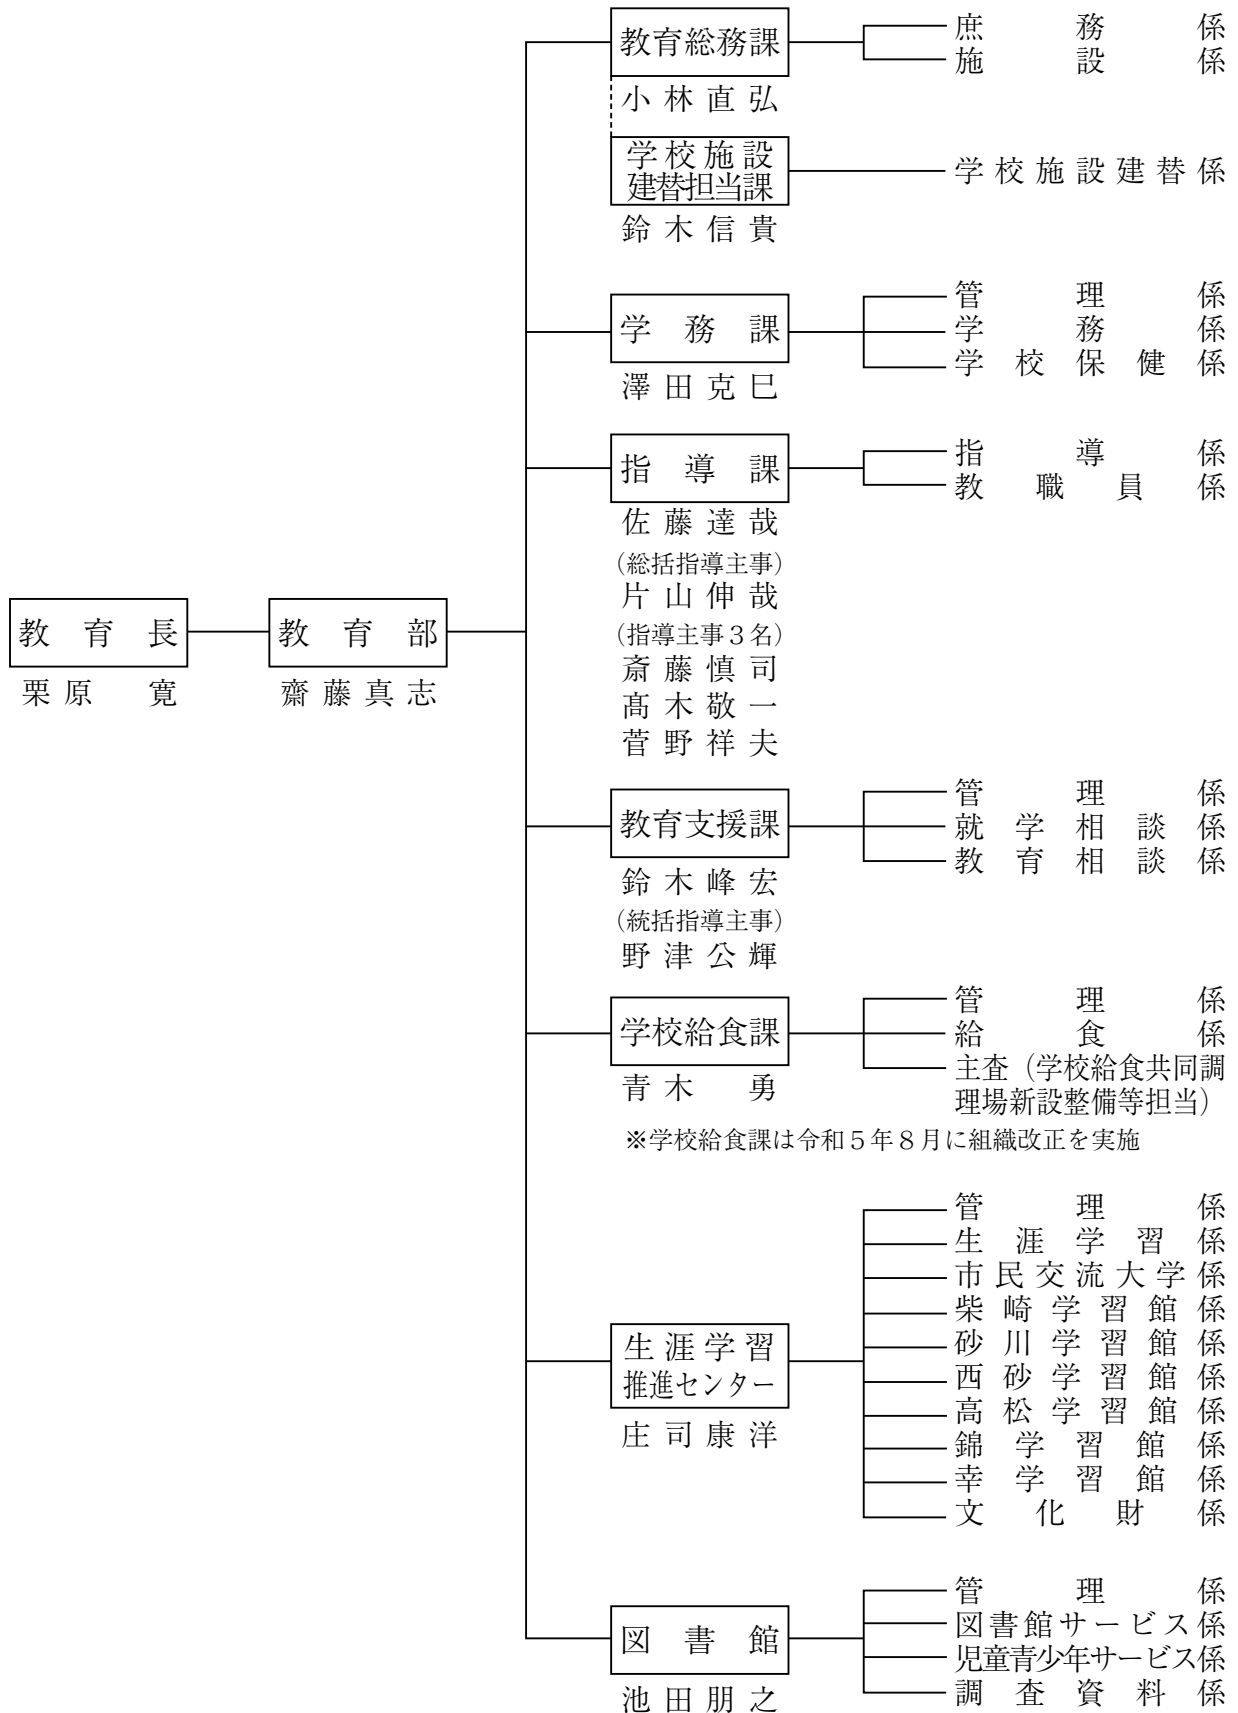 教育長
栗原 寛
教育部
齋藤真志
教育総務課
小林直弘
庶務係
施設係
学校施設
建替担当課
鈴木信貴
学校施設建替係
学務課
澤田克巳
管理係
学務係
学校保健係
指導課
佐藤達哉
（総括指導主事）
片山伸哉
（指導主事３名）
斎藤慎司
髙木敬一
菅野祥夫
指導係
教職員係
教育支援課
鈴木峰宏
（統括指導主事）
野津公輝
管理係
就学相談係
教育相談係
学校給食課
青木 勇
管理係
給食係
主査（学校給食共同調
理場新設整備等担当）
※学校給食課は令和５年８月に組織改正を実施
生涯学習
推進センター
庄司康洋
管理係
生涯学習係
市民交流大学係
柴崎学習館係
砂川学習館係
西砂学習館係
高松学習館係
錦学習館係
幸学習館係
文化財係
図書館
池田朋之
管理係
図書館サービス係
児童青少年サービス係
調査資料係